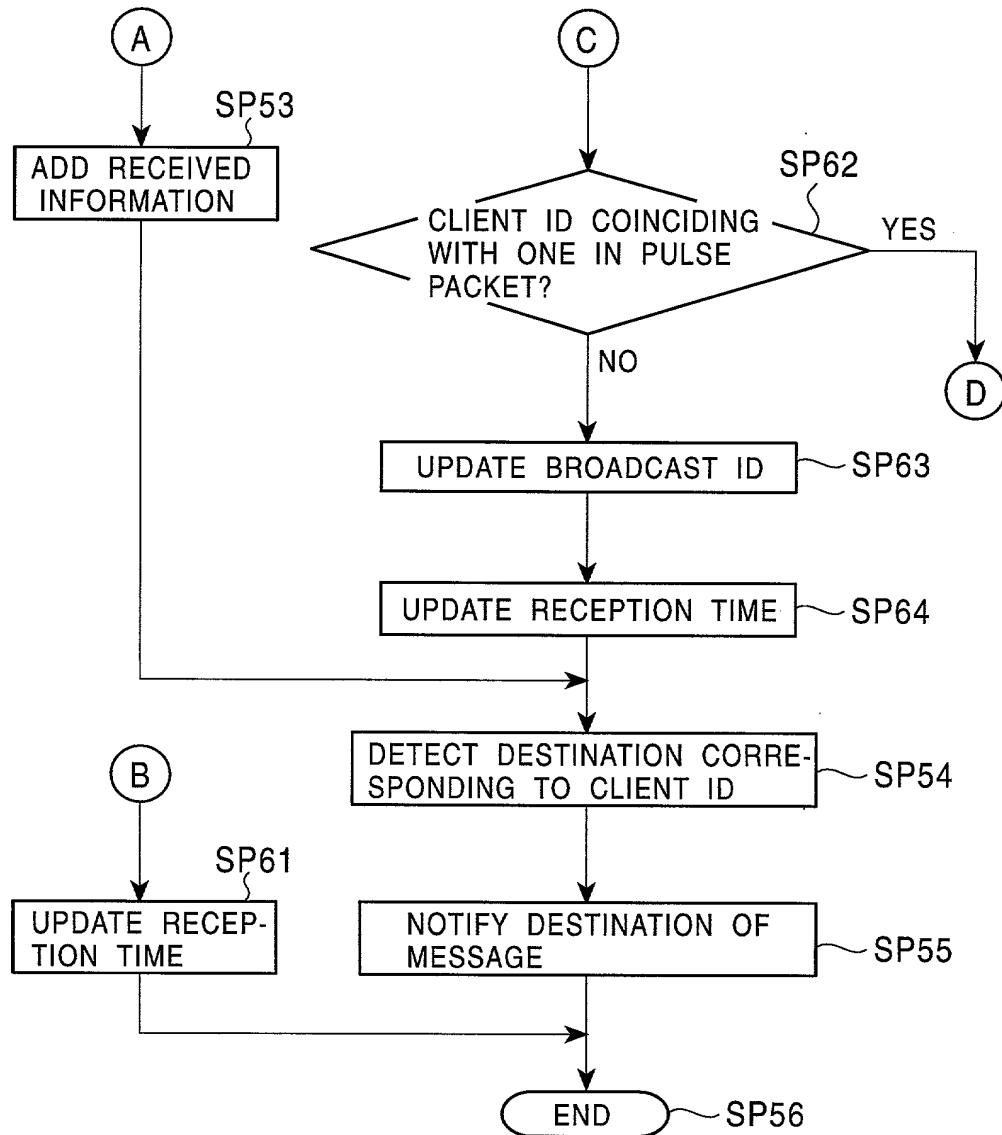 A
C
SP53
ADD RECEIVED
INFORMATION
SP62
CLIENT ID COINCIDING
WITH ONE IN PULSE
PACKET?
YES
D
NO
UPDATE BROADCAST ID
SP63
UPDATE RECEPTION TIME
SP64
B
DETECT DESTINATION CORRE-
SPONDING TO CLIENT ID
SP54
SP61
UPDATE RECEP-
TION TIME
NOTIFY DESTINATION OF
MESSAGE
SP55
END
SP56